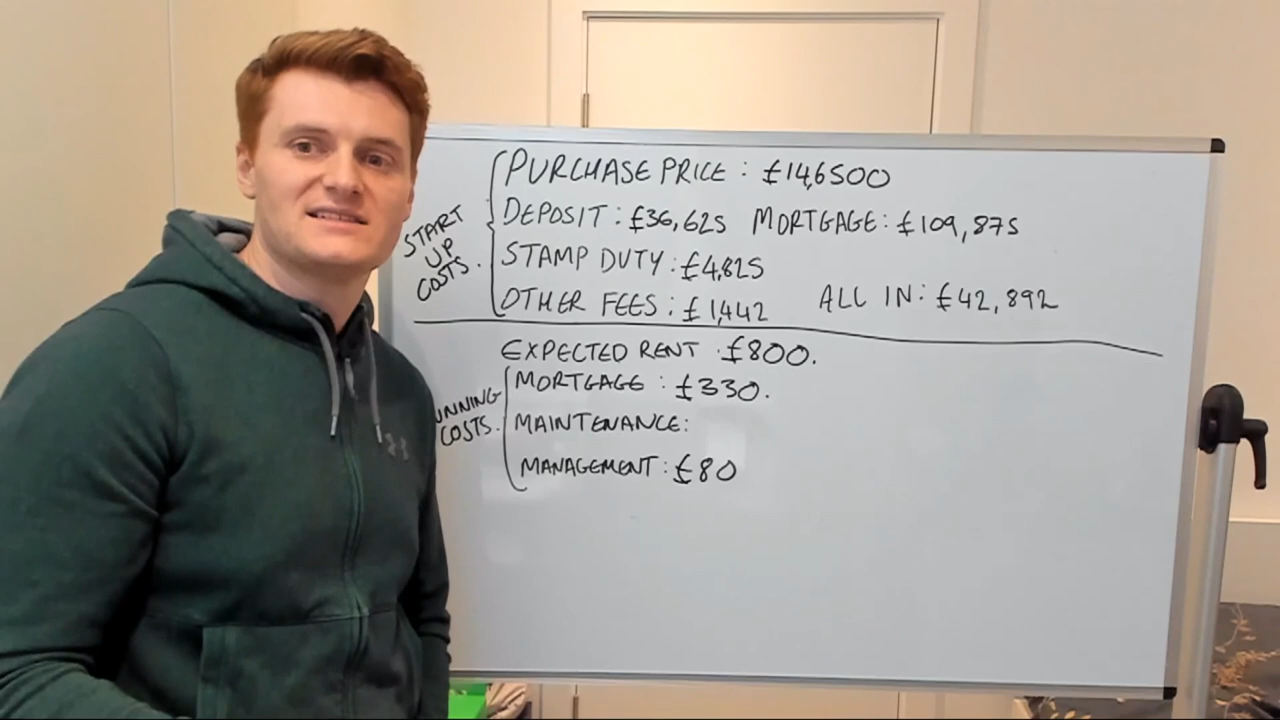 PURCHASE PRICE : £146500
DEPOSIT : £36,625 MORTGAGE : £109,875
STAMP DUTY : £4,825
OTHER FEES : £1,442 ALL IN : £42,892
START
UP
COSTS.
EXPECTED RENT : £800.
MORTGAGE : £330.
MAINTENANCE:
MANAGEMENT : £80
UNNING
COSTS.